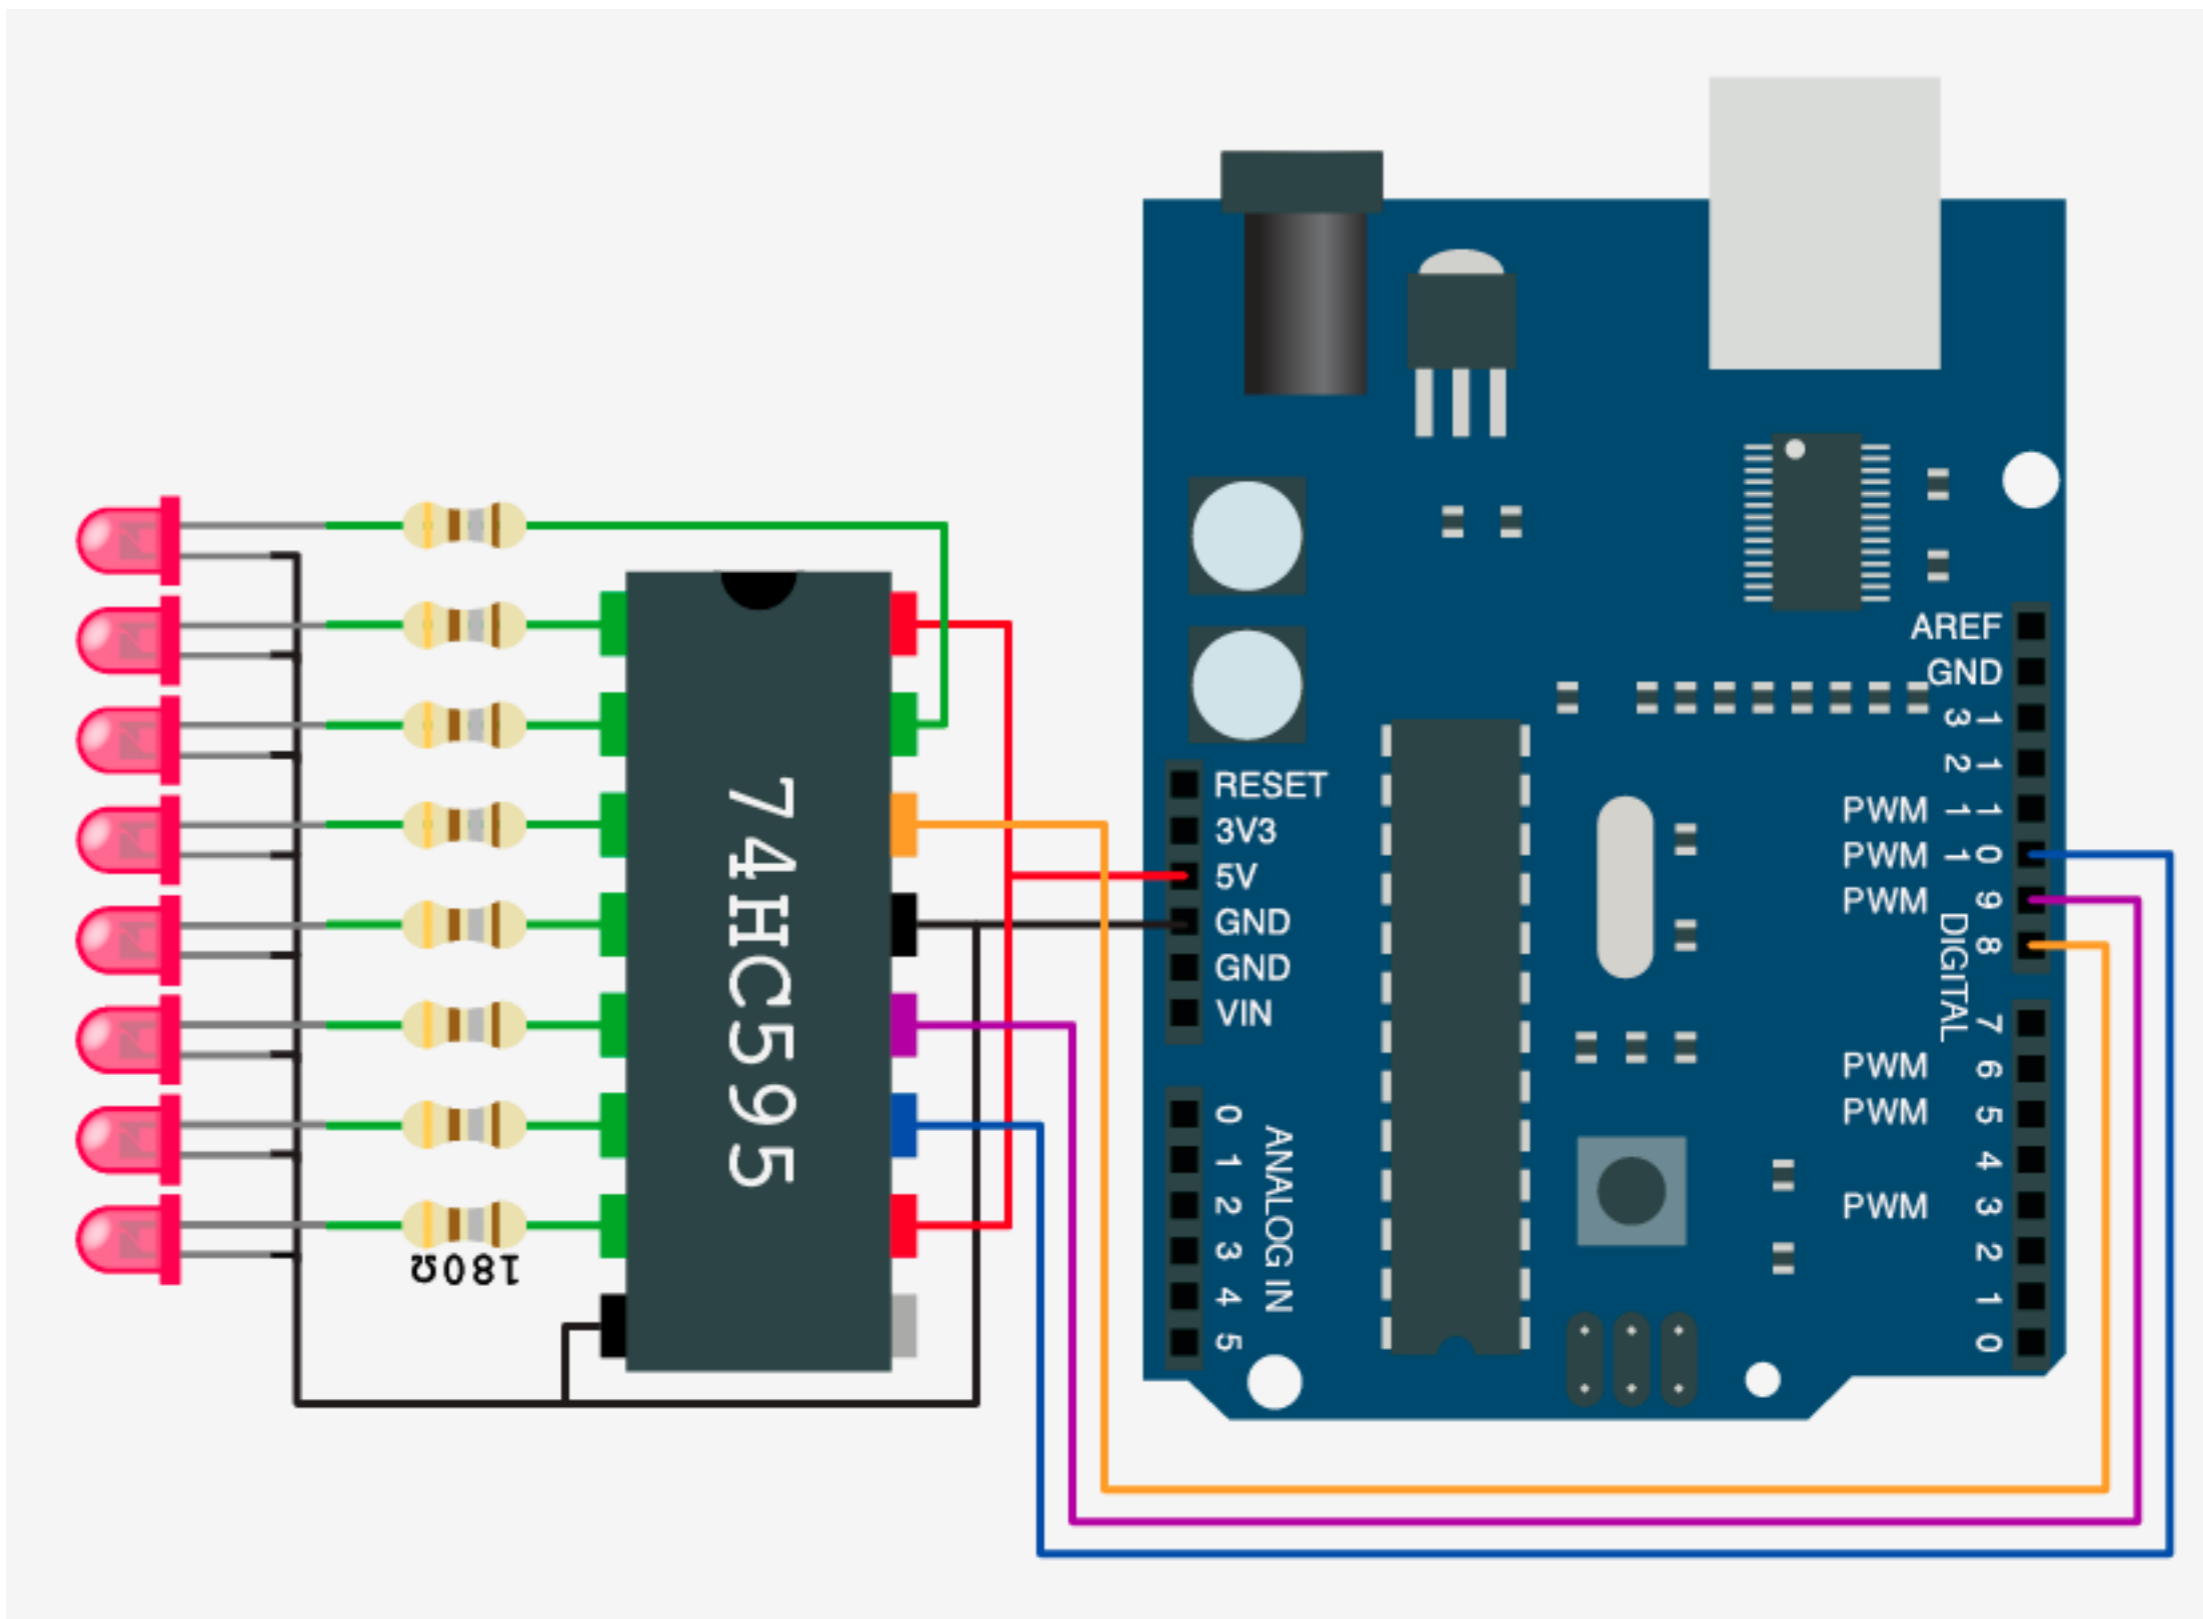 180Ω
74HC595
RESET
3V3
5V
GND
GND
VIN
ANALOG IN
0
1
2
3
4
5
AREF
GND
13
12
PWM 11
PWM 10
PWM 9
8
DIGITAL
7
PWM 6
PWM 5
4
PWM 3
2
1
0